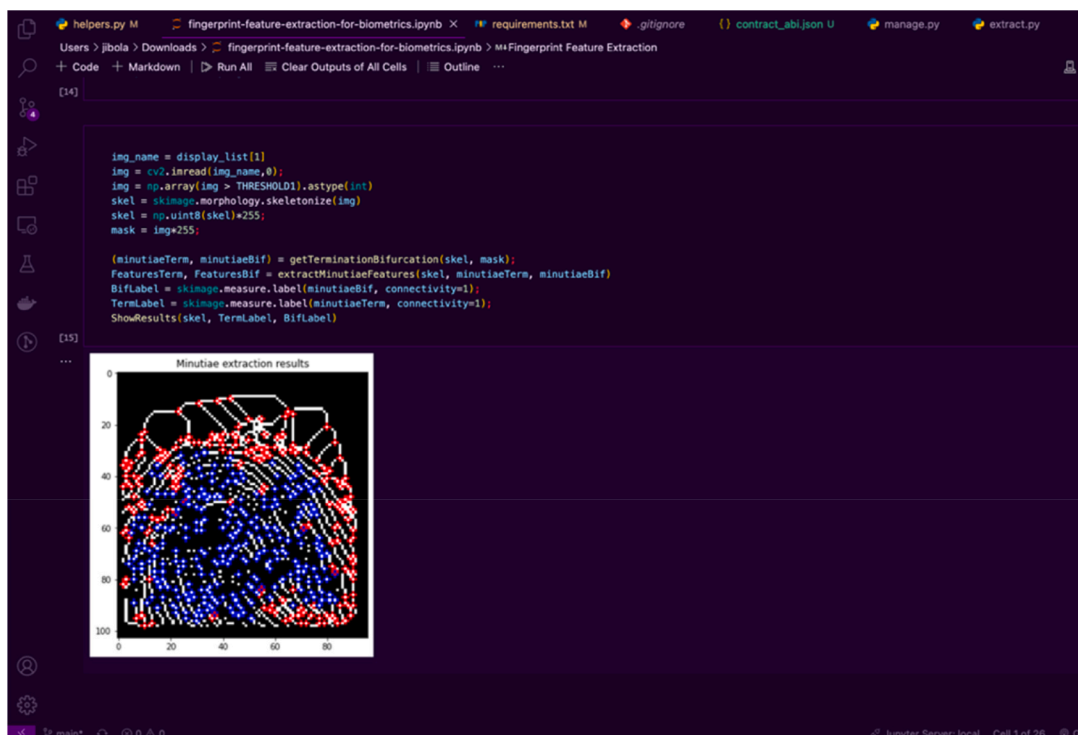 helpers.py M fingerprint-feature-extraction-for-biometrics.ipynb × requirements.txt M .gitignore {} contract_abi.json U manage.py extract.py
Users > jibola > Downloads > fingerprint-feature-extraction-for-biometrics.ipynb > M↓Fingerprint Feature Extraction
+ Code + Markdown | Run All Clear Outputs of All Cells | Outline ...
[14]
img_name = display_list[1]
img = cv2.imread(img_name,0);
img = np.array(img > THRESHOLD1).astype(int)
skel = skimage.morphology.skeletonize(img)
skel = np.uint8(skel)*255;
mask = img*255;
(minutiaeTerm, minutiaeBif) = getTerminationBifurcation(skel, mask);
FeaturesTerm, FeaturesBif = extractMinutiaeFeatures(skel, minutiaeTerm, minutiaeBif)
BifLabel = skimage.measure.label(minutiaeBif, connectivity=1);
TermLabel = skimage.measure.label(minutiaeTerm, connectivity=1);
ShowResults(skel, TermLabel, BifLabel)
[15]
...
Minutiae extraction results
0
20
40
60
80
100
0 20 40 60 80
4
main* 0 0 Jupyter Server: local Cell 1 of 26